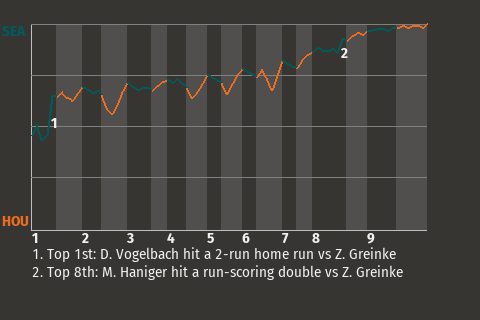 SEA
2
1
HOU
1 2 3 4 5 6 7 8 9
1. Top 1st: D. Vogelbach hit a 2-run home run vs Z. Greinke
2. Top 8th: M. Haniger hit a run-scoring double vs Z. Greinke